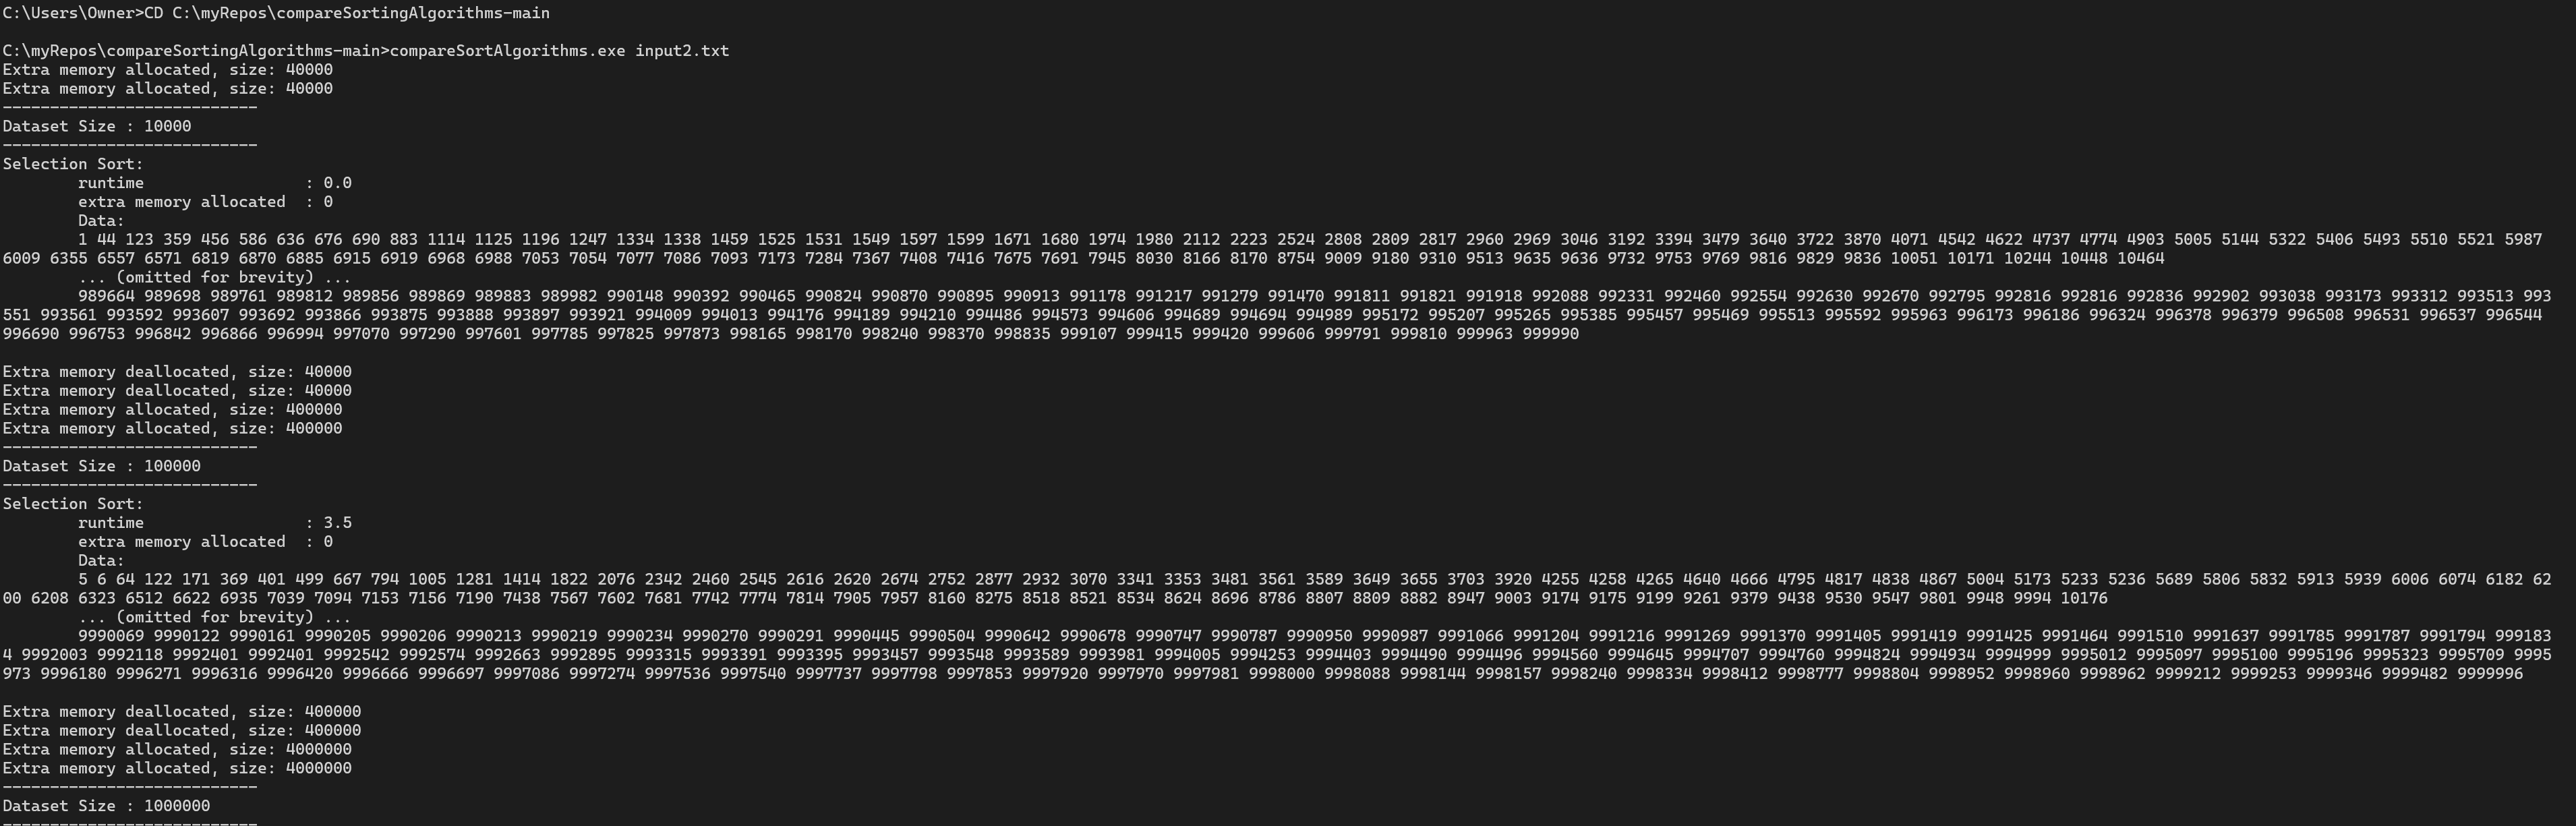 C:\Users\Owner>CD C:\myRepos\compareSortingAlgorithms-main
C:\myRepos\compareSortingAlgorithms-main>compareSortAlgorithms.exe input2.txt
Extra memory allocated, size: 40000
Extra memory allocated, size: 40000
---------------------------
Dataset Size : 10000
---------------------------
Selection Sort:
        runtime                 : 0.0
        extra memory allocated  : 0
        Data:
        1 44 123 359 456 586 636 676 690 883 1114 1125 1196 1247 1334 1338 1459 1525 1531 1549 1597 1599 1671 1680 1974 1980 2112 2223 2524 2808 2809 2817 2960 2969 3046 3192 3394 3479 3640 3722 3870 4071 4542 4622 4737 4774 4903 5005 5144 5322 5406 5493 5510 5521 5987
6009 6355 6557 6571 6819 6870 6885 6915 6919 6968 6988 7053 7054 7077 7086 7093 7173 7284 7367 7408 7416 7675 7691 7945 8030 8166 8170 8754 9009 9180 9310 9513 9635 9636 9732 9753 9769 9816 9829 9836 10051 10171 10244 10448 10464
        ... (omitted for brevity) ...
        989664 989698 989761 989812 989856 989869 989883 989982 990148 990392 990465 990824 990870 990895 990913 991178 991217 991279 991470 991811 991821 991918 992088 992331 992460 992554 992630 992670 992795 992816 992816 992836 992902 993038 993173 993312 993513 993
551 993561 993592 993607 993692 993866 993875 993888 993897 993921 994009 994013 994176 994189 994210 994486 994573 994606 994689 994694 994989 995172 995207 995265 995385 995457 995469 995513 995592 995963 996173 996186 996324 996378 996379 996508 996531 996537 996544
996690 996753 996842 996866 996994 997070 997290 997601 997785 997825 997873 998165 998170 998240 998370 998835 999107 999415 999420 999606 999791 999810 999963 999990
Extra memory deallocated, size: 40000
Extra memory deallocated, size: 40000
Extra memory allocated, size: 400000
Extra memory allocated, size: 400000
---------------------------
Dataset Size : 100000
---------------------------
Selection Sort:
        runtime                 : 3.5
        extra memory allocated  : 0
        Data:
        5 6 64 122 171 369 401 499 667 794 1005 1281 1414 1822 2076 2342 2460 2545 2616 2620 2674 2752 2877 2932 3070 3341 3353 3481 3561 3589 3649 3655 3703 3920 4255 4258 4265 4640 4666 4795 4817 4838 4867 5004 5173 5233 5236 5689 5806 5832 5913 5939 6006 6074 6182 62
00 6208 6323 6512 6622 6935 7039 7094 7153 7156 7190 7438 7567 7602 7681 7742 7774 7814 7905 7957 8160 8275 8518 8521 8534 8624 8696 8786 8807 8809 8882 8947 9003 9174 9175 9199 9261 9379 9438 9530 9547 9801 9948 9994 10176
        ... (omitted for brevity) ...
        9990069 9990122 9990161 9990205 9990206 9990213 9990219 9990234 9990270 9990291 9990445 9990504 9990642 9990678 9990747 9990787 9990950 9990987 9991066 9991204 9991216 9991269 9991370 9991405 9991419 9991425 9991464 9991510 9991637 9991785 9991787 9991794 999183
4 9992003 9992118 9992401 9992401 9992542 9992574 9992663 9992895 9993315 9993391 9993395 9993457 9993548 9993589 9993981 9994005 9994253 9994403 9994490 9994496 9994560 9994645 9994707 9994760 9994824 9994934 9994999 9995012 9995097 9995100 9995196 9995323 9995709 9995
973 9996180 9996271 9996316 9996420 9996666 9996697 9997086 9997274 9997536 9997540 9997737 9997798 9997853 9997920 9997970 9997981 9998000 9998088 9998144 9998157 9998240 9998334 9998412 9998777 9998804 9998952 9998960 9998962 9999212 9999253 9999346 9999482 9999996
Extra memory deallocated, size: 400000
Extra memory deallocated, size: 400000
Extra memory allocated, size: 4000000
Extra memory allocated, size: 4000000
---------------------------
Dataset Size : 1000000
---------------------------